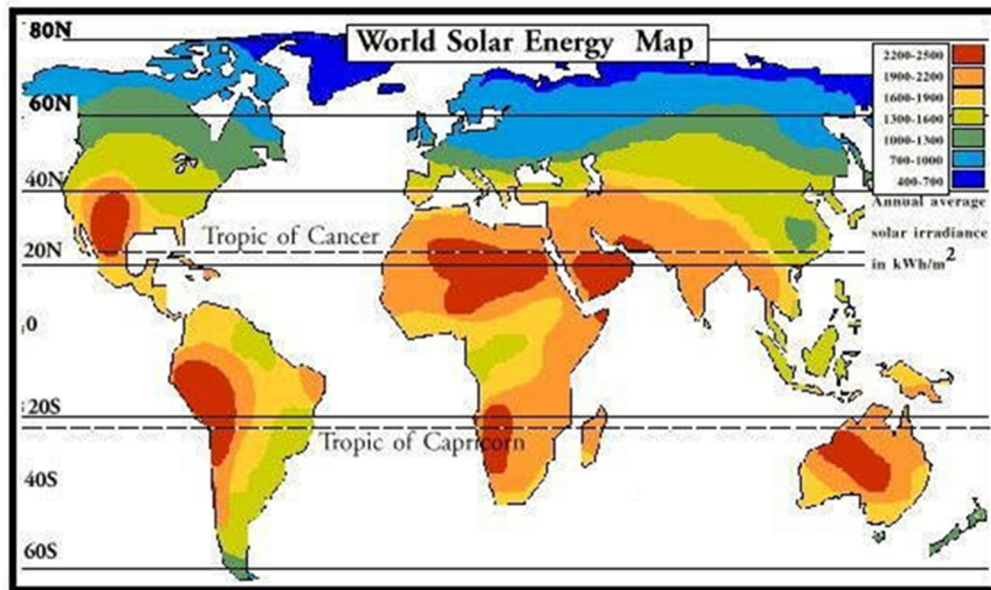 80N
World Solar Energy Map
2200-2500
1900-2200
1600-1900
1300-1600
1000-1300
700-1000
400-700
60N
40N
Annual average
solar irradiance
in kWh/m2
Tropic of Cancer
20N
0
20S
Tropic of Capricorn
40S
60S